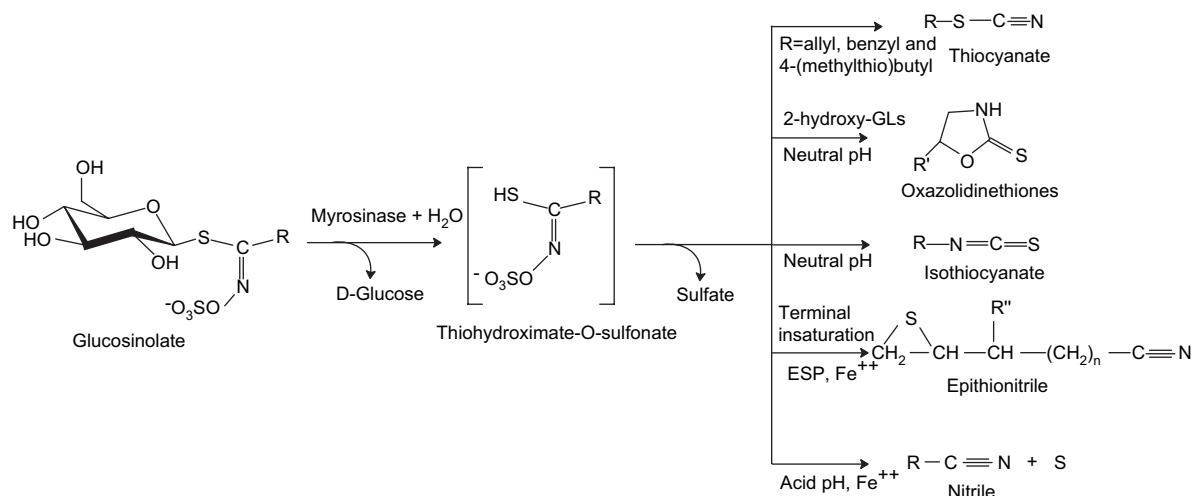 OH
HO
HO
OH
O
S
C
R
N
⁻O₃SO
Glucosinolate
Myrosinase + H₂O
D-Glucose
HS
C
R
N
⁻O₃SO
Thiohydroximate-O-sulfonate
Sulfate
R=allyl, benzyl and
4-(methylthio)butyl
R—S—C≡N
Thiocyanate
2-hydroxy-GLs
Neutral pH
NH
R'
O
S
Oxazolidinethiones
Neutral pH
R—N=C=S
Isothiocyanate
Terminal
insaturation
ESP, Fe⁺⁺
S
R"
CH₂—CH—CH—(CH₂)ₙ—C≡N
Epithionitrile
Acid pH, Fe⁺⁺
R—C≡N + S
Nitrile